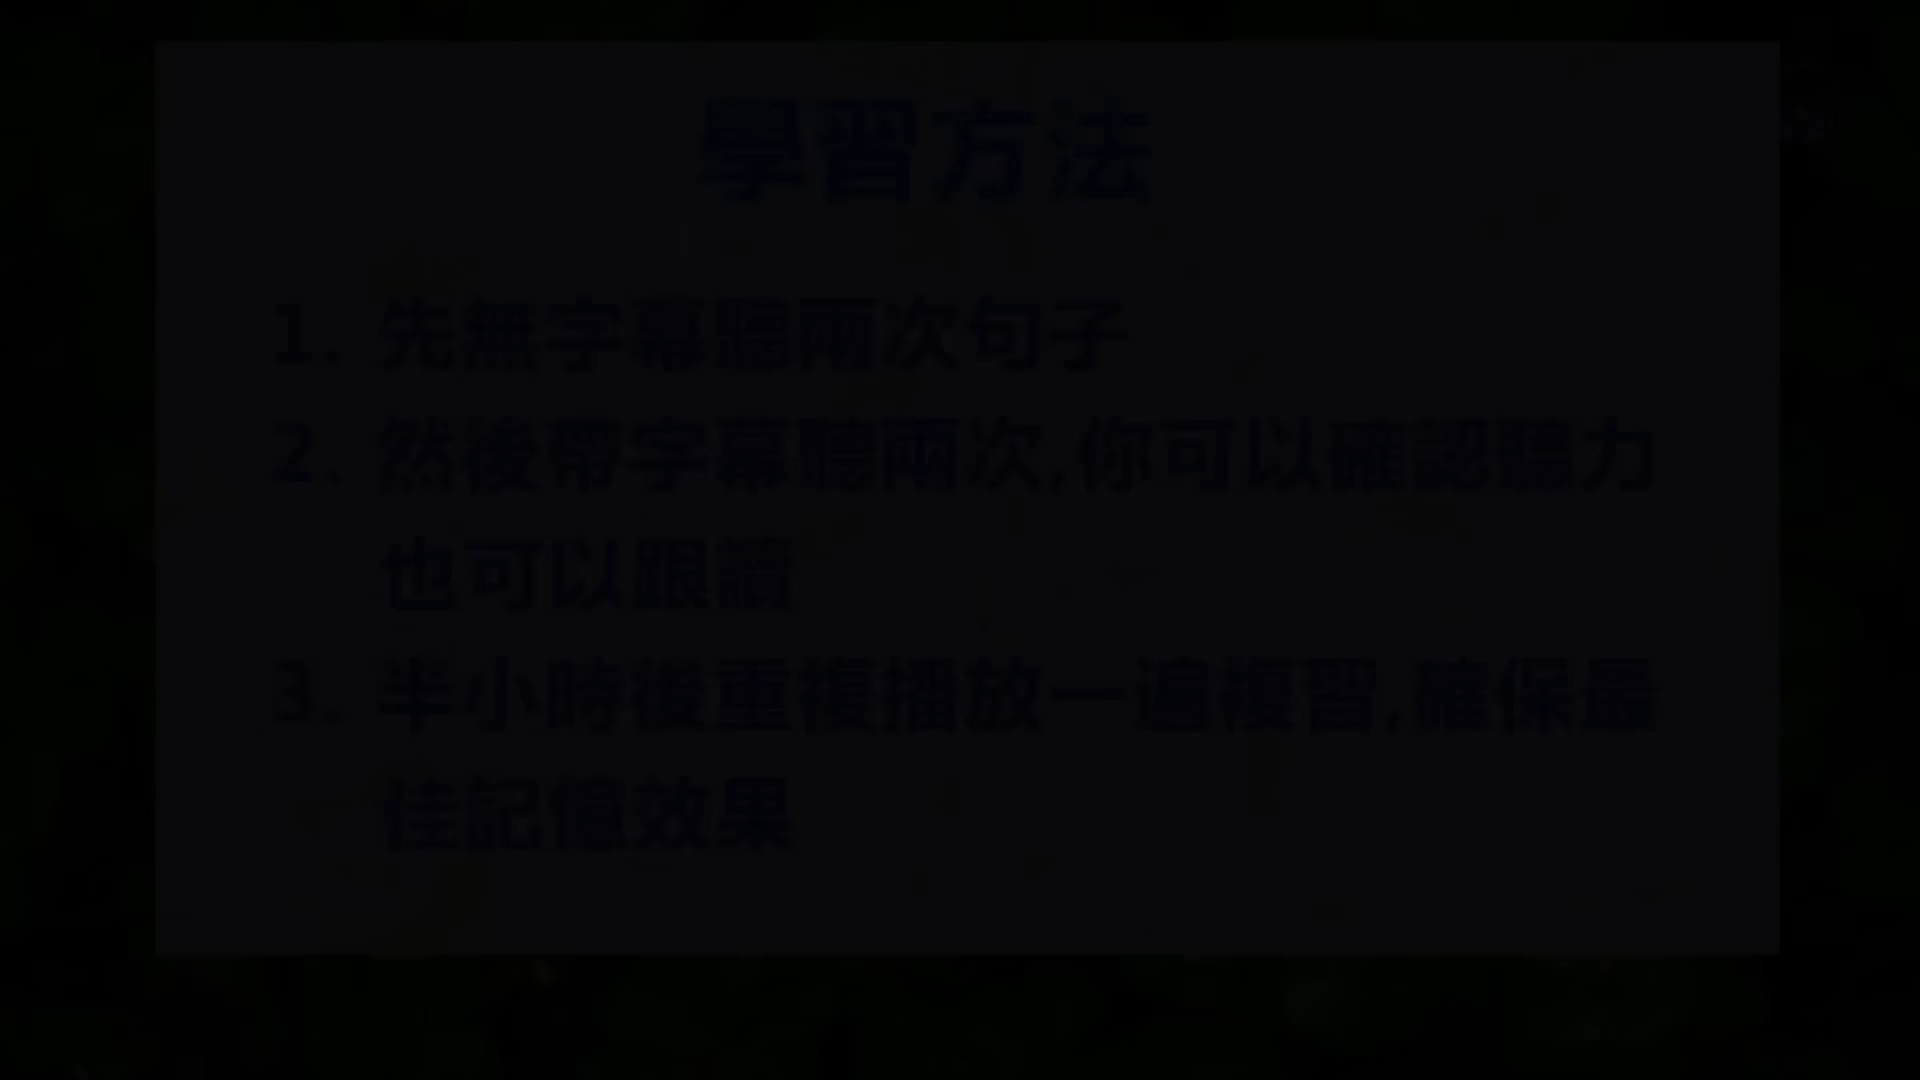 學習方法
1. 先無字幕聽兩次句子
2. 然後帶字幕聽兩次,你可以確認聽力
也可以跟讀
3. 半小時後重複播放一遍複習,確保最
佳記憶效果